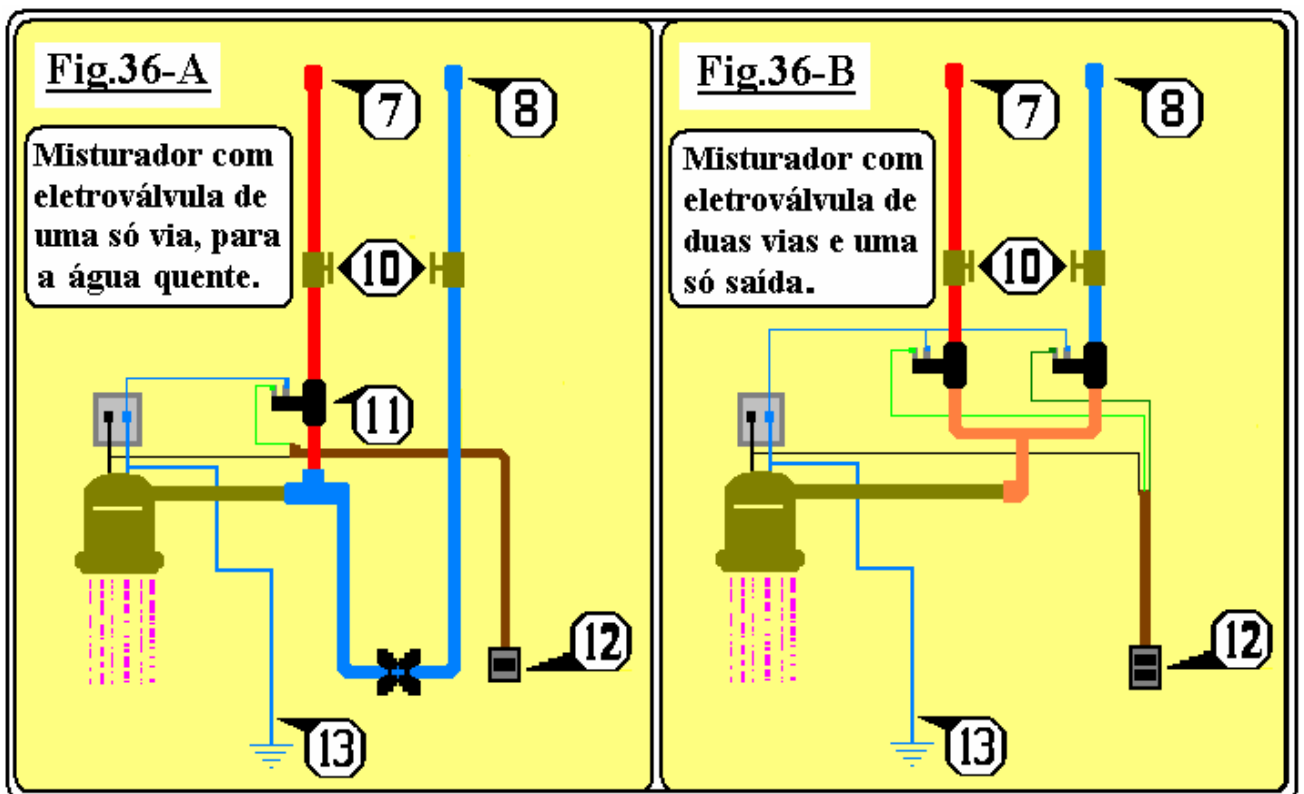 Fig.36-A
7
8
Misturador com
eletroválvula de
uma só via, para
a água quente.
10
11
12
13
Fig.36-B
7
8
Misturador com
eletroválvula de
duas vias e uma
só saída.
10
12
13